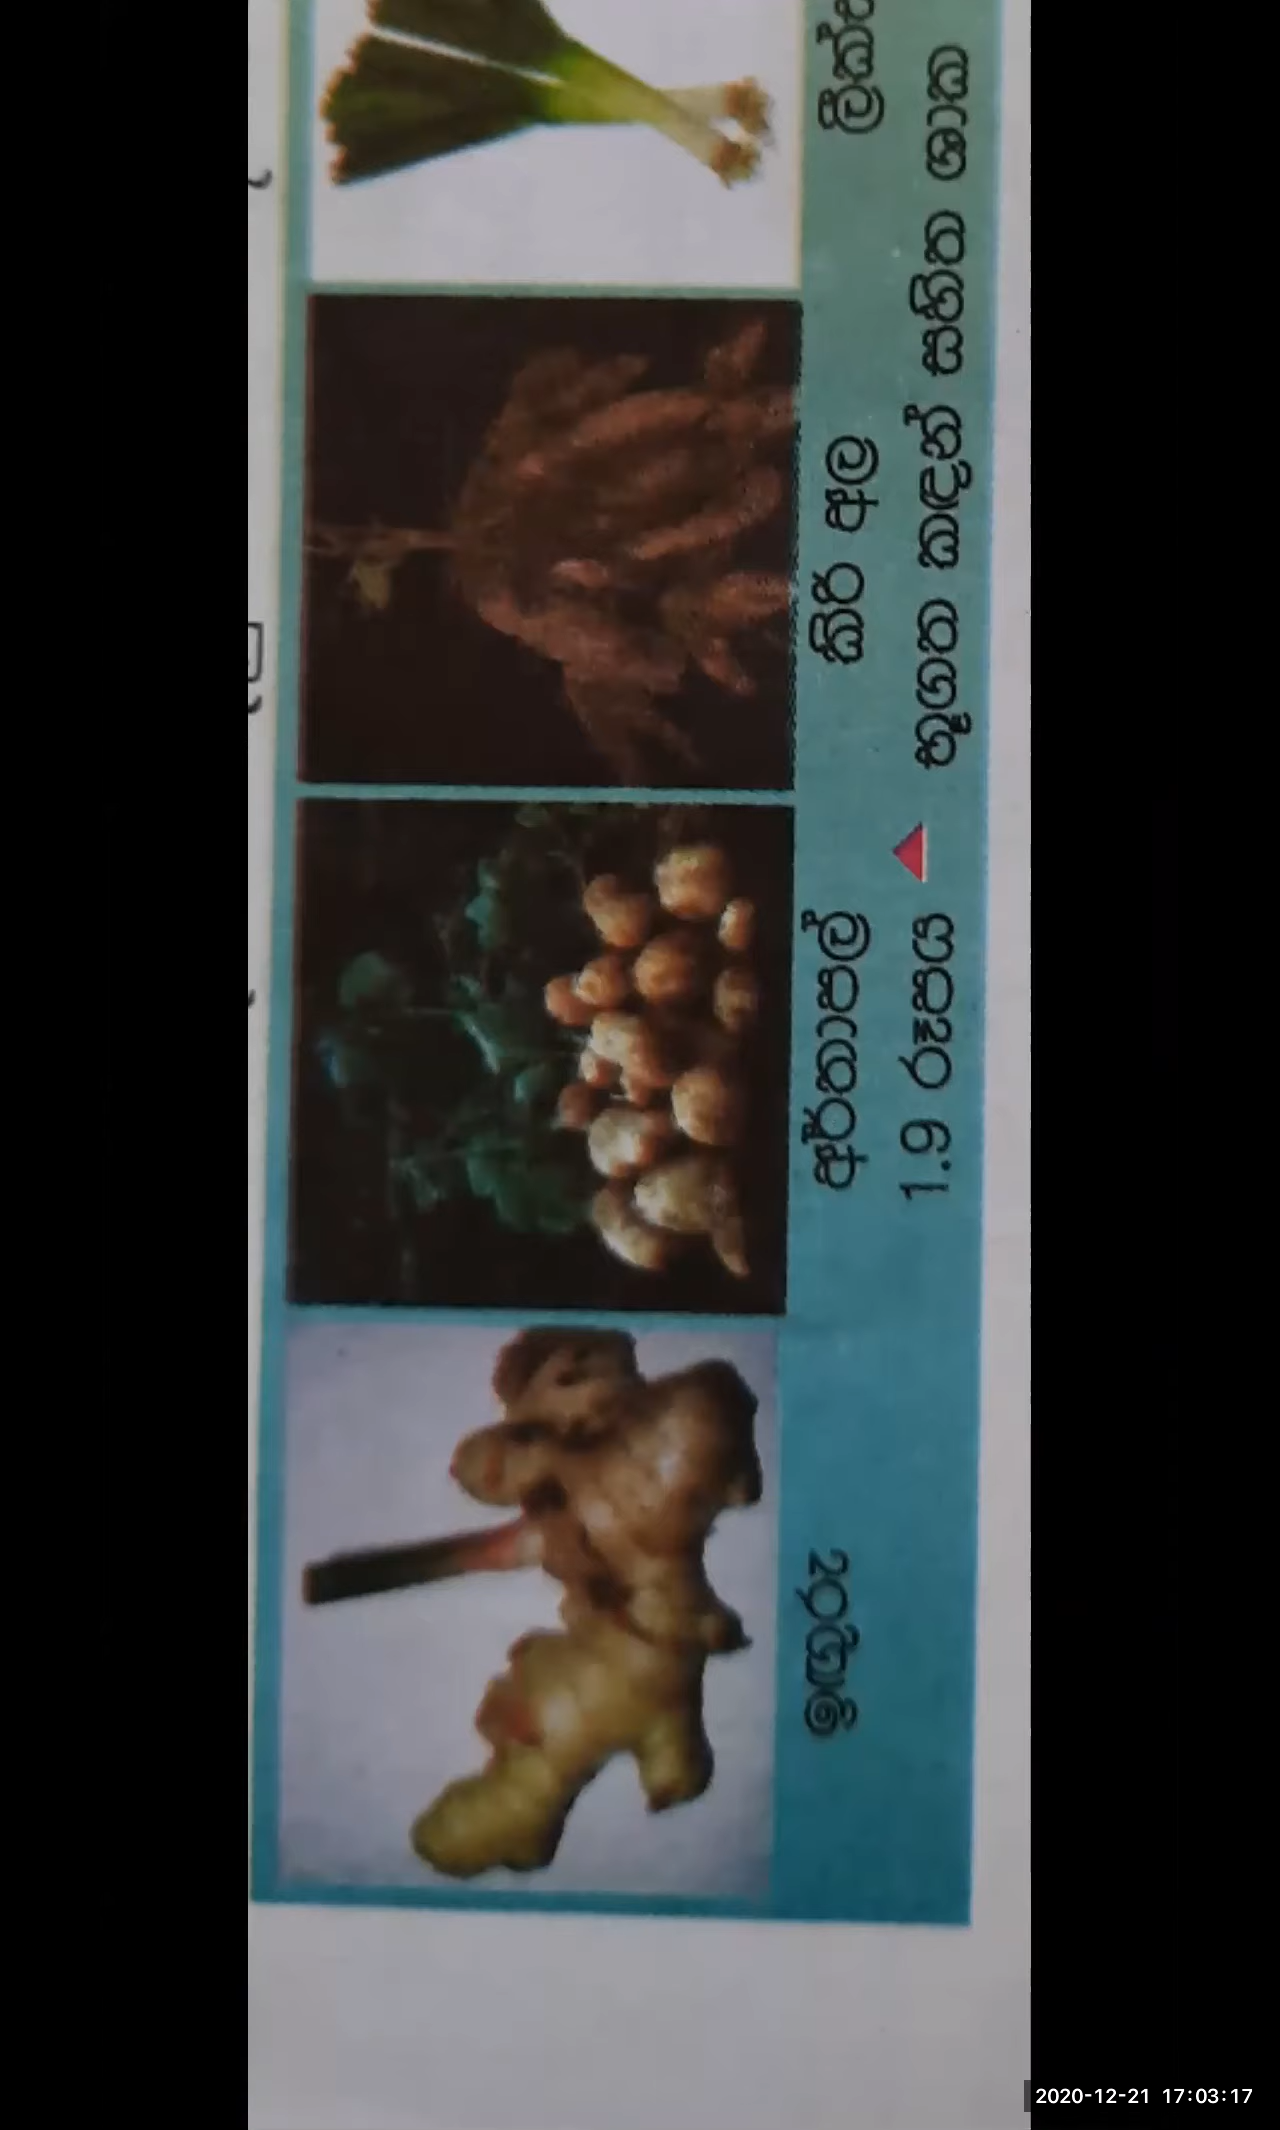 ඉඟුරු
අර්තාපල්
කිරි අල
ලීක්ස්
1.9 රූපය ▲ භූගත කඳන් සහිත ශාක
2020-12-21 17:03:17